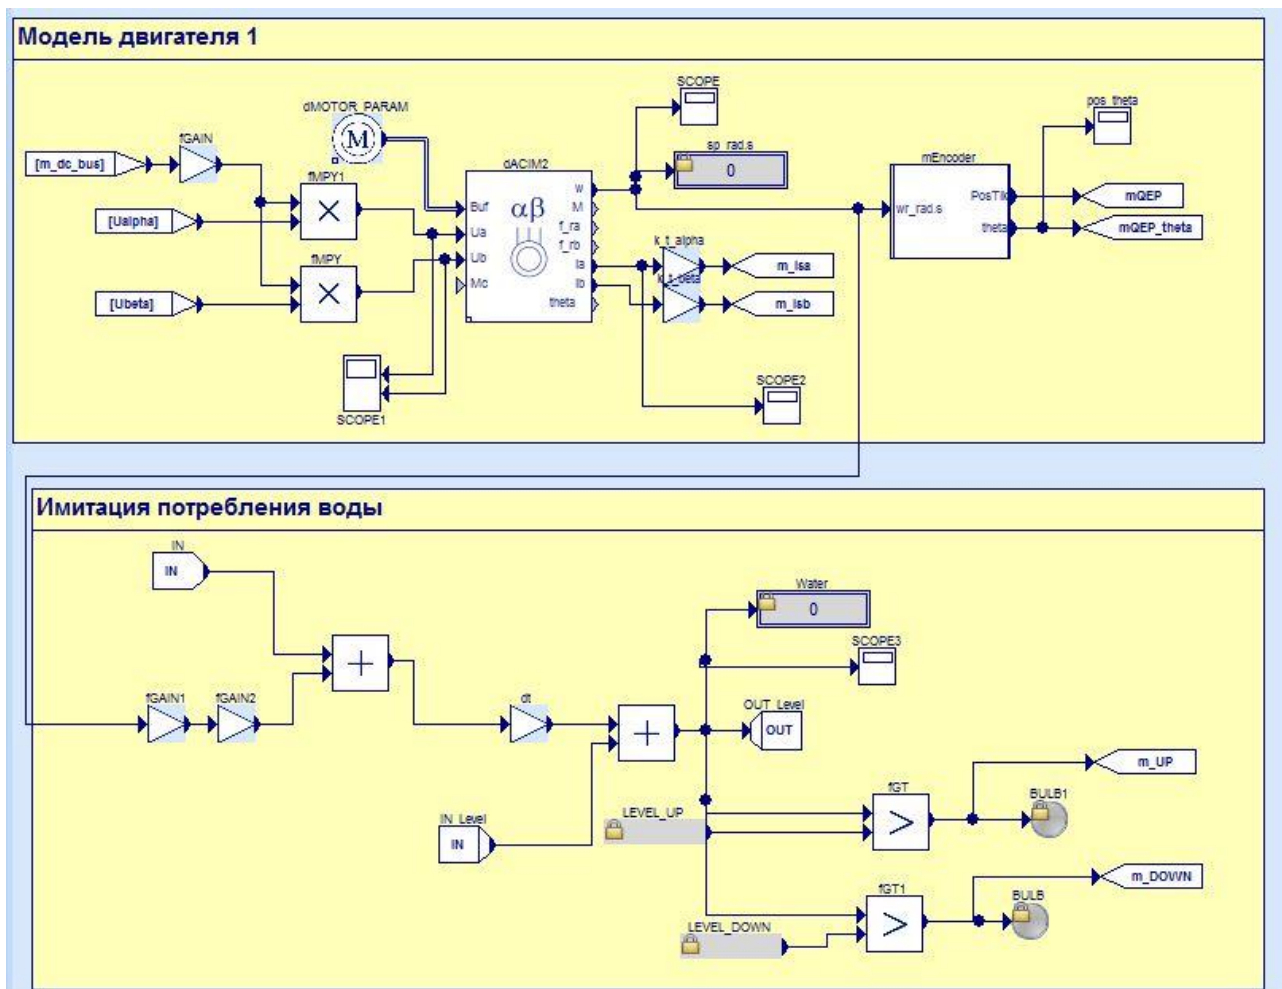 Модель двигателя 1
SCOPE
dMOTOR_PARAM
pos_theta
fGAIN
M
sp_rad.s
0
[m_dc_bus]
fMPY1
dACIM2
mEncoder
×
αβ
w
PosTik
mQEP
[Ualpha]
Buf
M
wr_rad.s
Ua
f_ra
k_t_alpha
theta
mQEP_theta
fMPY
f_rb
Ub
Ia
m_Isa
×
Mc
Ib
k_t_beta
[Ubeta]
theta
m_Isb
SCOPE2
SCOPE1
Имитация потребления воды
IN
IN
Water
0
+
SCOPE3
fGAIN1
fGAIN2
dt
OUT_Level
+
OUT
m_UP
fGT
BULB1
IN_Level
LEVEL_UP
>
IN
m_DOWN
fGT1
BULB
LEVEL_DOWN
>